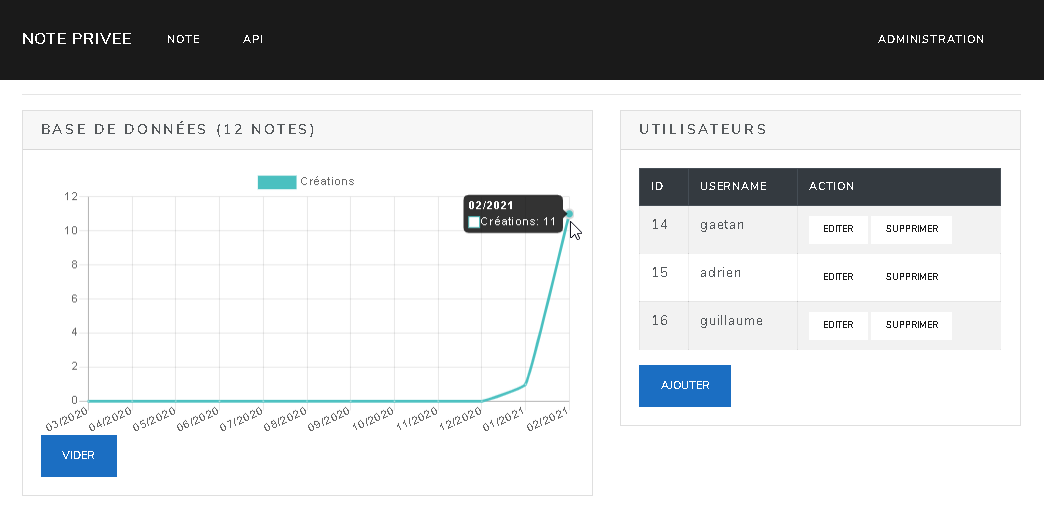 NOTE PRIVEE NOTE API ADMINISTRATION
BASE DE DONNÉES (12 NOTES)
Créations
12
10
8
6
4
2
0
02/2021
Créations: 11
03/2020 04/2020 05/2020 06/2020 07/2020 08/2020 09/2020 10/2020 11/2020 12/2020 01/2021 02/2021
VIDER
UTILISATEURS
ID USERNAME ACTION
14 gaetan EDITER SUPPRIMER
15 adrien EDITER SUPPRIMER
16 guillaume EDITER SUPPRIMER
AJOUTER